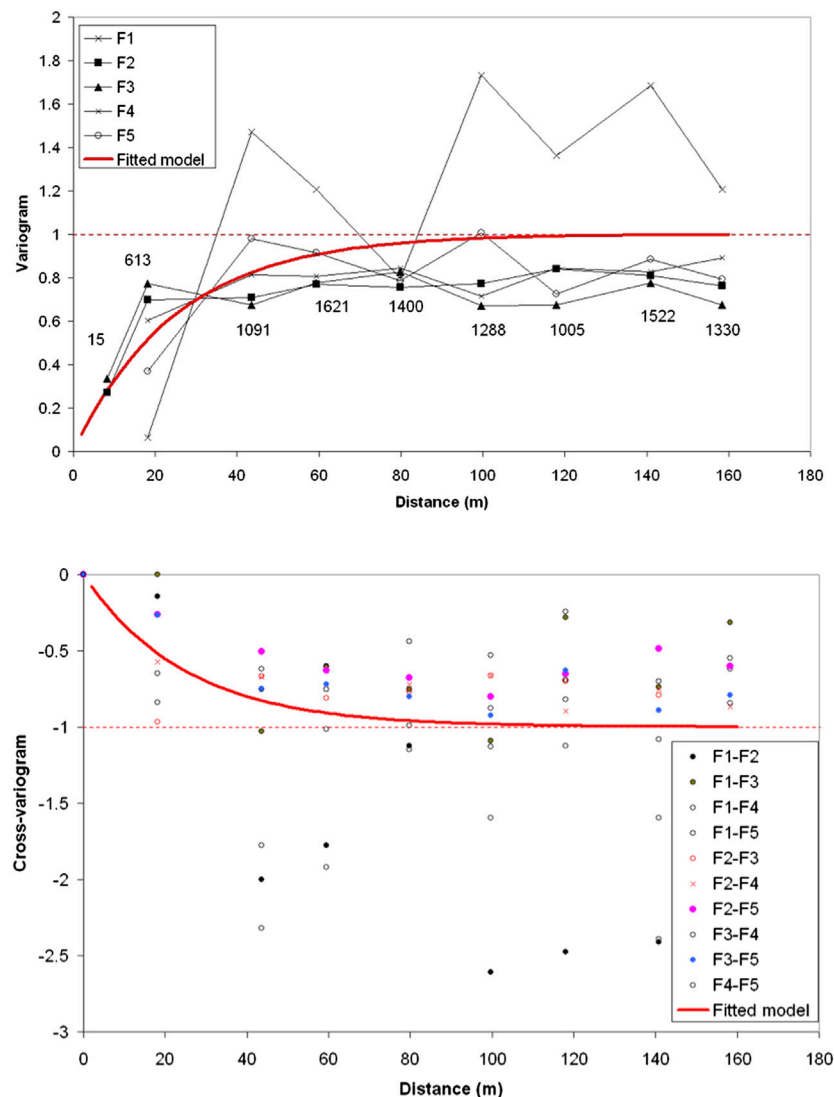 2
1.8
1.6
1.4
1.2
1
0.8
0.6
0.4
0.2
0
Variogram
F1
F2
F3
F4
F5
Fitted model
613
15
1091
1621
1400
1288
1005
1522
1330
0 20 40 60 80 100 120 140 160 180
Distance (m)
0
-0.5
-1
-1.5
-2
-2.5
-3
Cross-variogram
F1-F2
F1-F3
F1-F4
F1-F5
F2-F3
F2-F4
F2-F5
F3-F4
F3-F5
F4-F5
Fitted model
0 20 40 60 80 100 120 140 160 180
Distance (m)